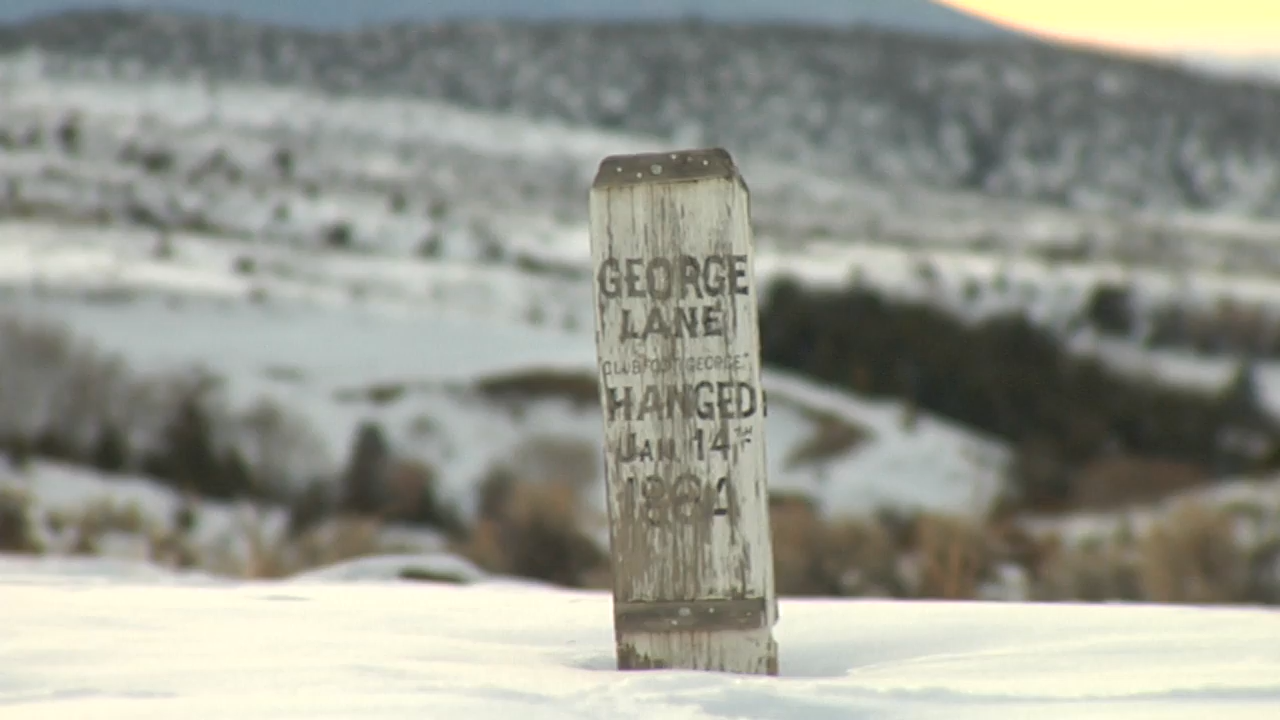 GEORGE
LANE
"CLUBFOOT GEORGE"
HANGED
JAN 14TH
1864